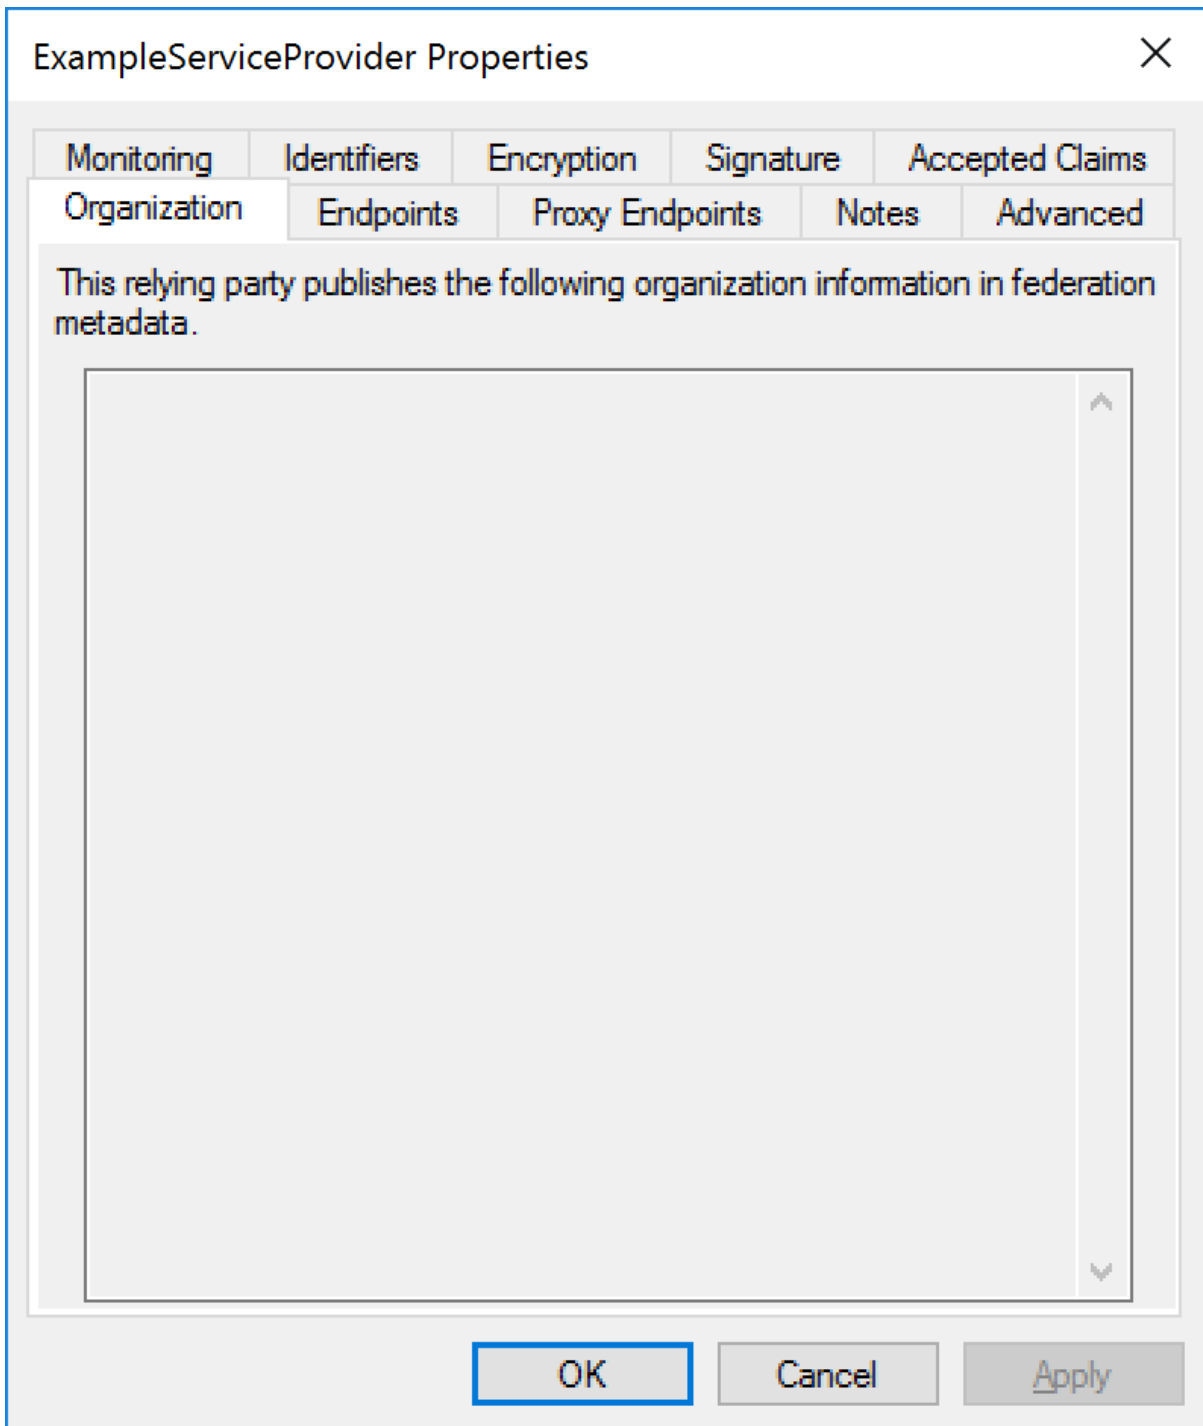 ExampleServiceProvider Properties
Monitoring Identifiers Encryption Signature Accepted Claims
Organization Endpoints Proxy Endpoints Notes Advanced
This relying party publishes the following organization information in federation
metadata.
OK Cancel Apply